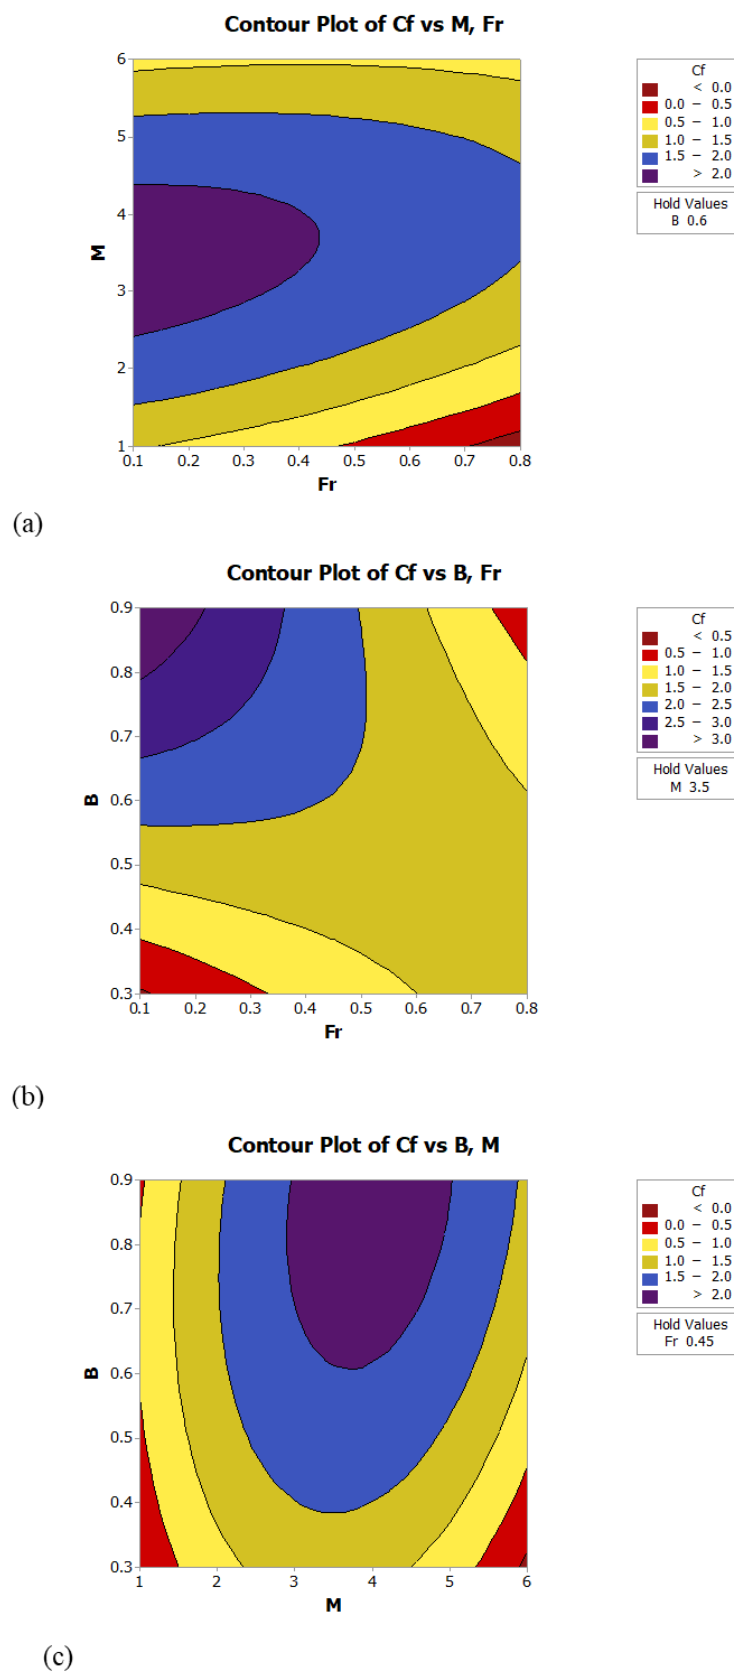 Contour Plot of Cf vs M, Fr
6
5
4
3
2
1
M
0.1 0.2 0.3 0.4 0.5 0.6 0.7 0.8
Fr
Cf
< 0.0
0.0 – 0.5
0.5 – 1.0
1.0 – 1.5
1.5 – 2.0
> 2.0
Hold Values
B 0.6
(a)
Contour Plot of Cf vs B, Fr
0.9
0.8
0.7
0.6
0.5
0.4
0.3
B
0.1 0.2 0.3 0.4 0.5 0.6 0.7 0.8
Fr
Cf
< 0.5
0.5 – 1.0
1.0 – 1.5
1.5 – 2.0
2.0 – 2.5
2.5 – 3.0
> 3.0
Hold Values
M 3.5
(b)
Contour Plot of Cf vs B, M
0.9
0.8
0.7
0.6
0.5
0.4
0.3
B
1 2 3 4 5 6
M
Cf
< 0.0
0.0 – 0.5
0.5 – 1.0
1.0 – 1.5
1.5 – 2.0
> 2.0
Hold Values
Fr 0.45
(c)